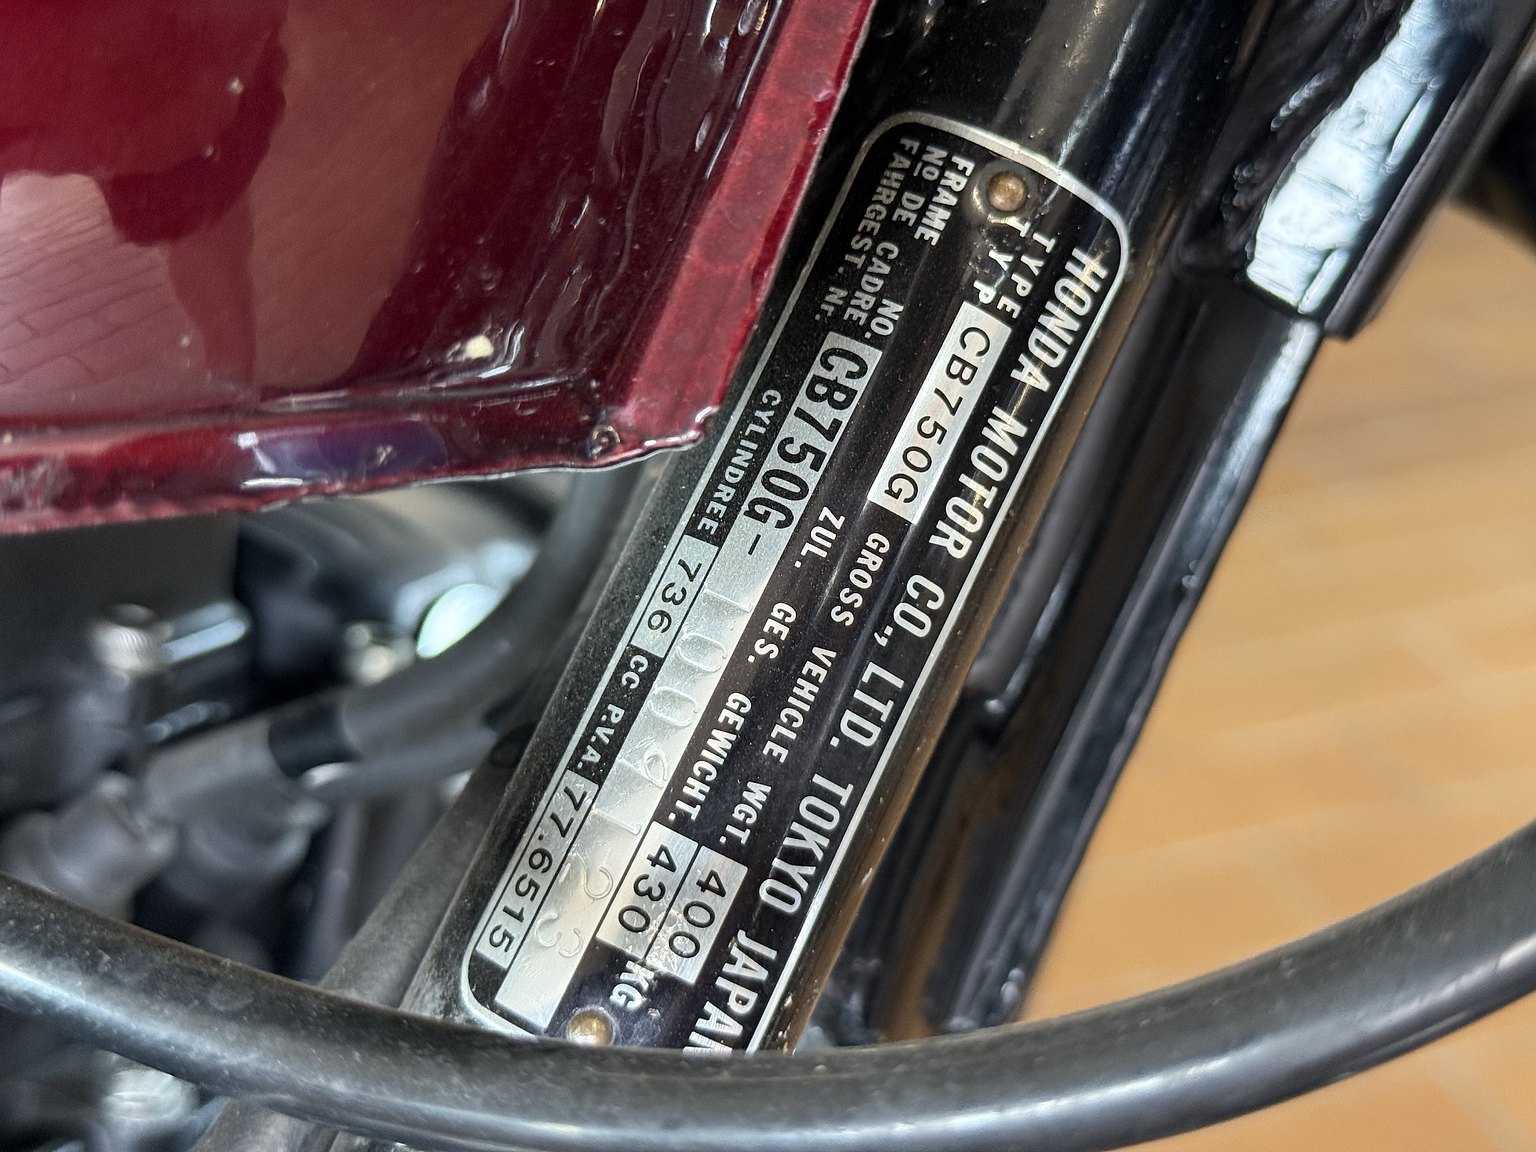 HONDA MOTOR CO., LTD. TOKYO JAPAN
TYPE
TYP CB750G
GROSS VEHICLE WGT. 400
ZUL. GES. GEWICHT. 430 KG
FRAME NO.
NO DE CADRE
FAHRGEST. Nr. CB750G-1009123
CYLINDREE 736 CC P.V.A. 77.6515